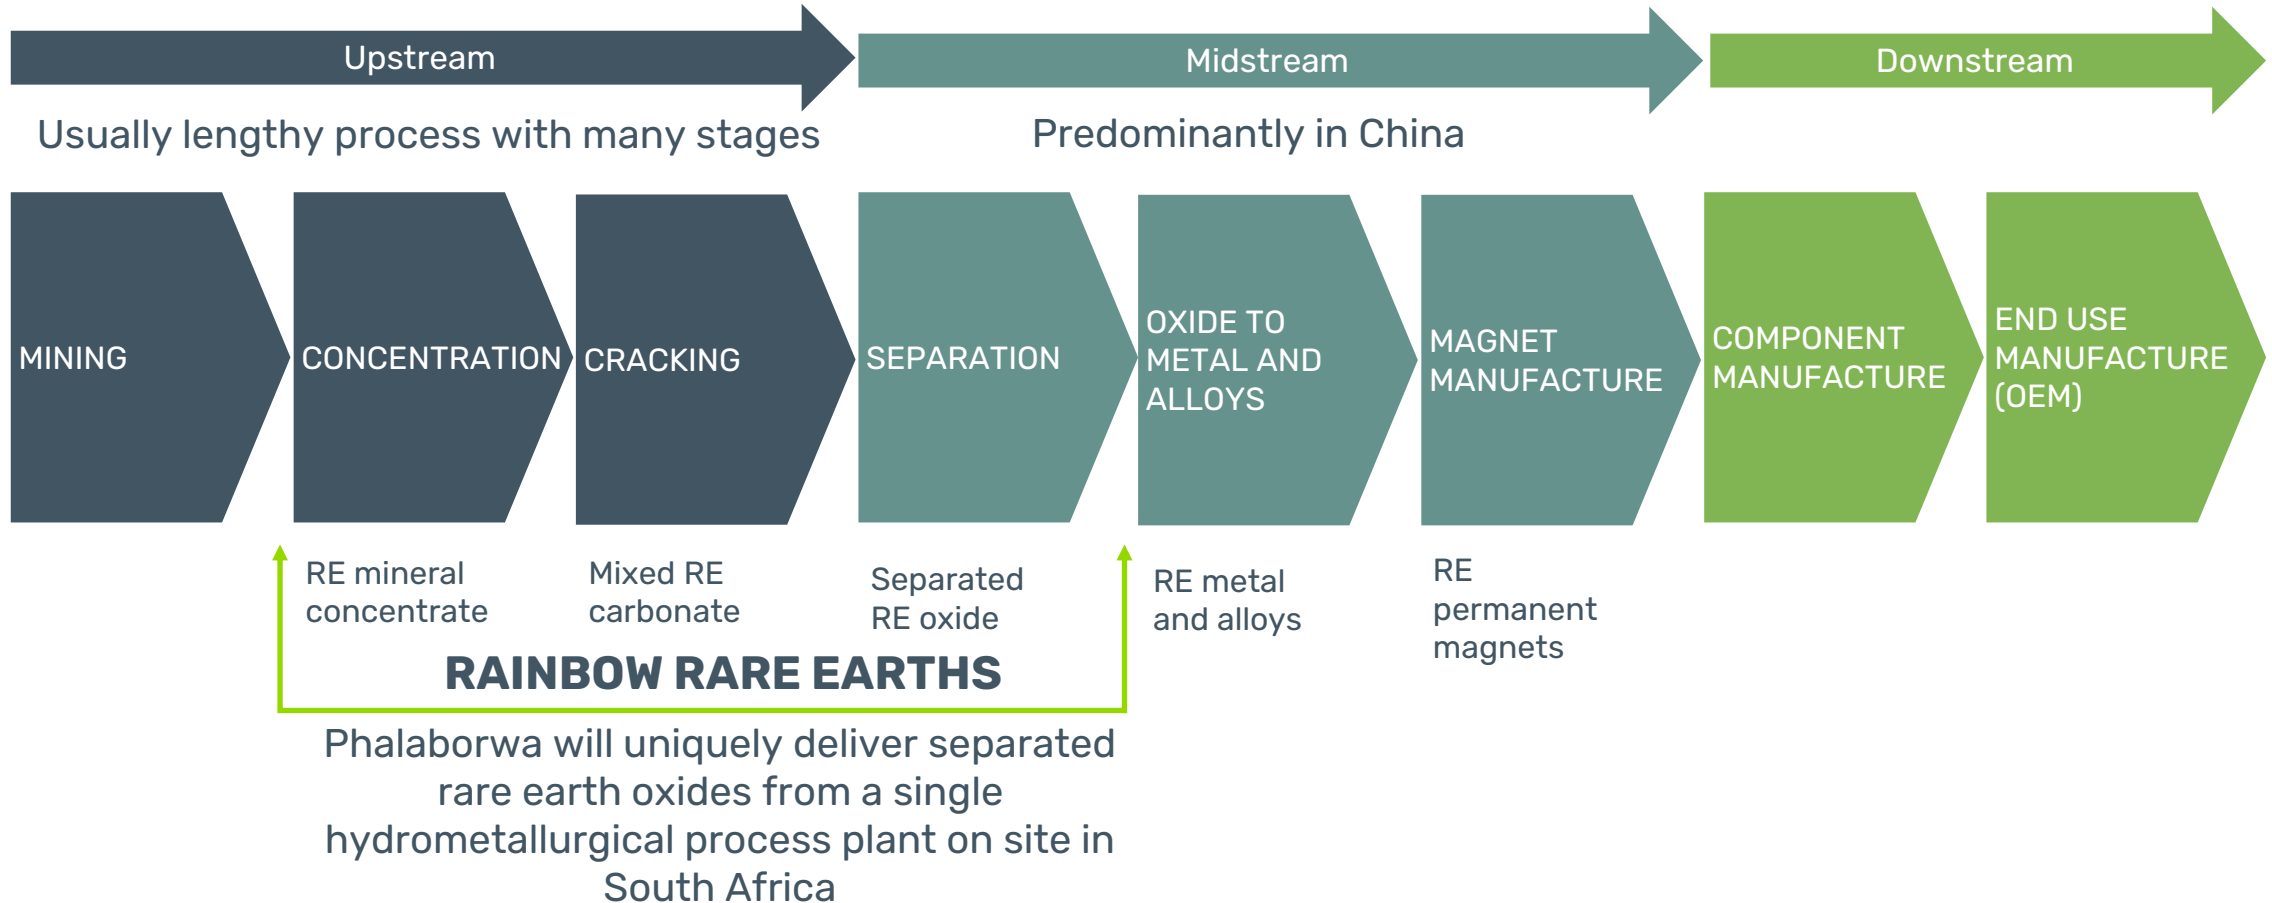 Upstream
Midstream
Downstream
Usually lengthy process with many stages
Predominantly in China
MINING
CONCENTRATION
CRACKING
SEPARATION
OXIDE TO
METAL AND
ALLOYS
MAGNET
MANUFACTURE
COMPONENT
MANUFACTURE
END USE
MANUFACTURE
(OEM)
RE mineral
concentrate
Mixed RE
carbonate
Separated
RE oxide
RE metal
and alloys
RE
permanent
magnets
RAINBOW RARE EARTHS
Phalaborwa will uniquely deliver separated
rare earth oxides from a single
hydrometallurgical process plant on site in
South Africa